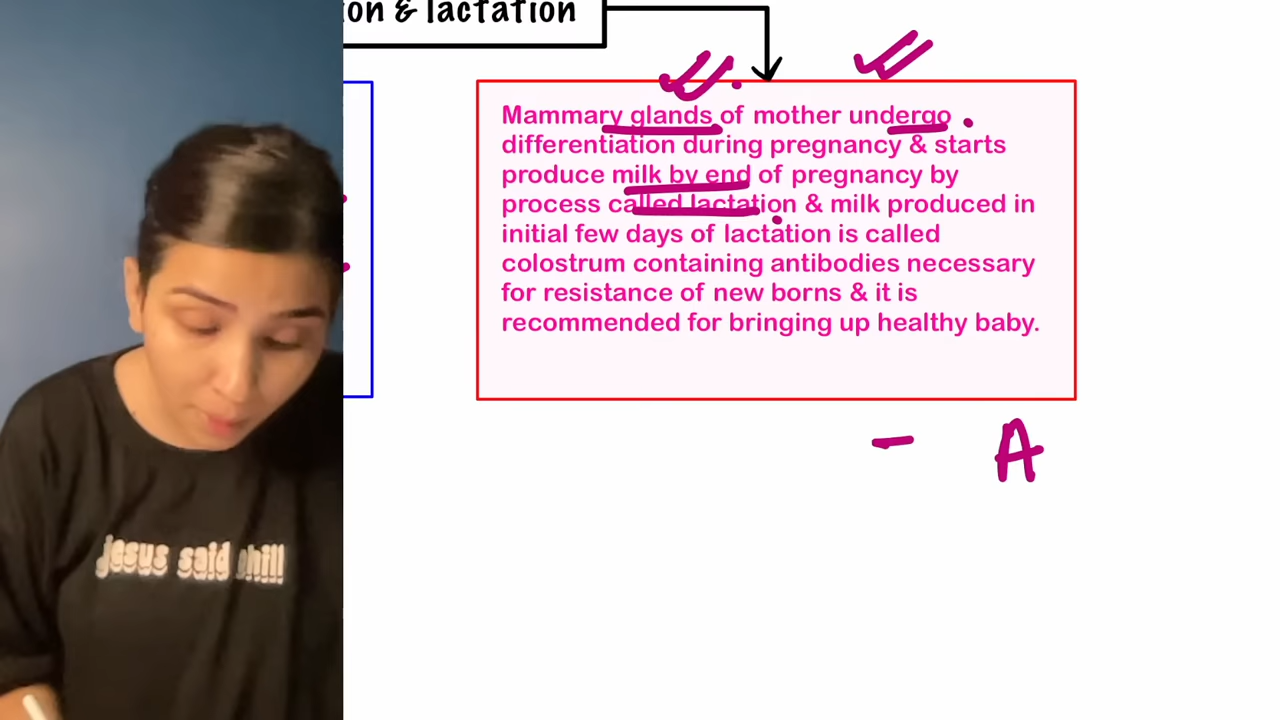 on & lactation
Mammary glands of mother undergo
differentiation during pregnancy & starts
produce milk by end of pregnancy by
process called lactation & milk produced in
initial few days of lactation is called
colostrum containing antibodies necessary
for resistance of new borns & it is
recommended for bringing up healthy baby.
- A
jesus said chill